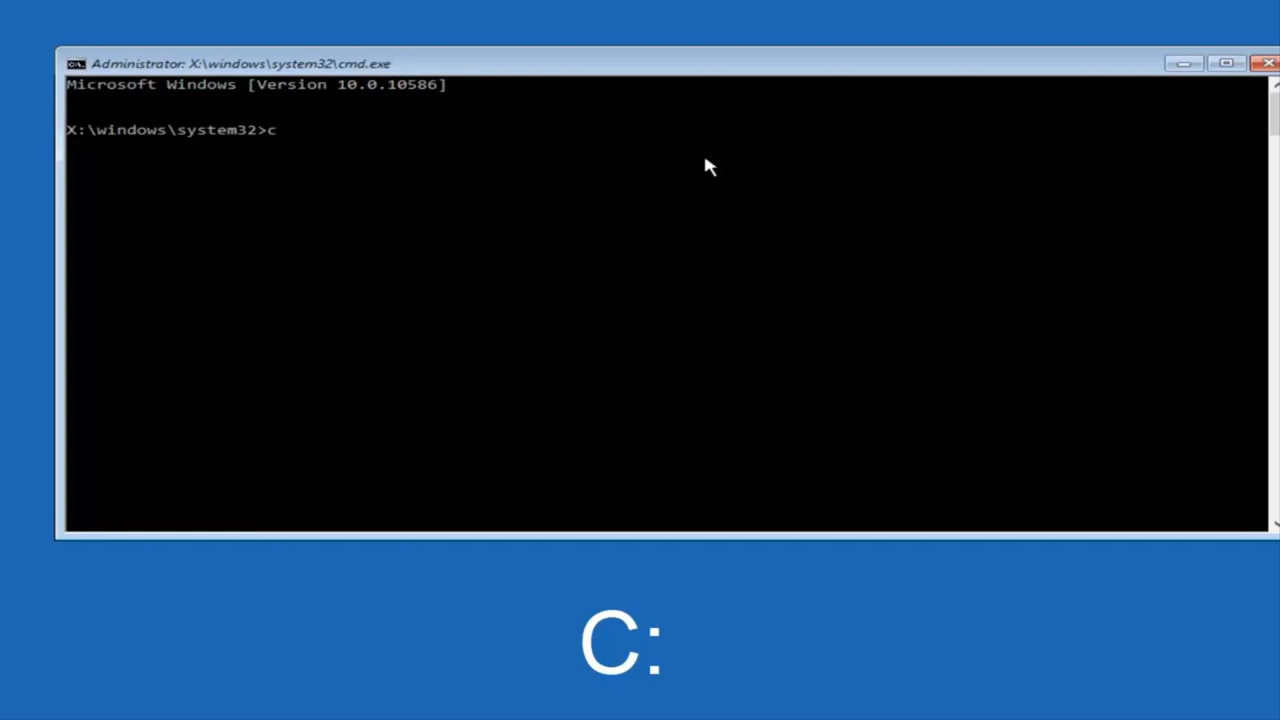 Administrator: X:\windows\system32\cmd.exe
Microsoft Windows [Version 10.0.10586]
X:\windows\system32>c
C: